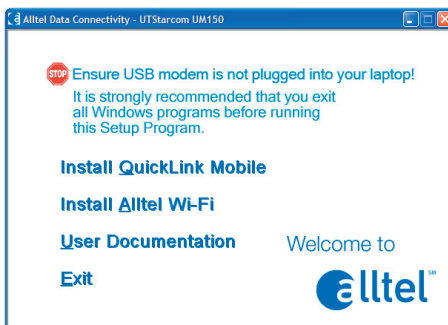 Alltel Data Connectivity - UTStarcom UM150
STOP Ensure USB modem is not plugged into your laptop!
It is strongly recommended that you exit
all Windows programs before running
this Setup Program.
Install QuickLink Mobile
Install Alltel Wi-Fi
User Documentation
Exit
Welcome to
alltel℠